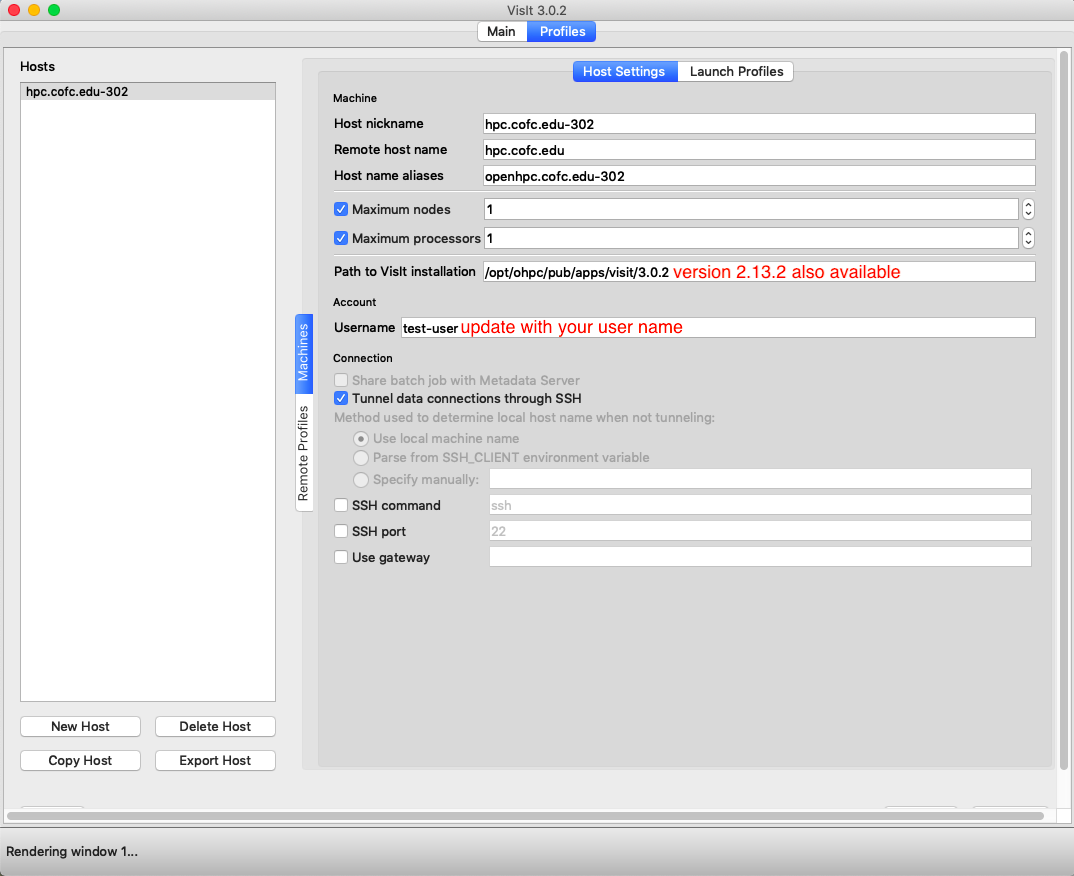 VisIt 3.0.2
Main Profiles
Hosts
hpc.cofc.edu-302
New Host Delete Host
Copy Host Export Host
Machines
Remote Profiles
Host Settings Launch Profiles
Machine
Host nickname hpc.cofc.edu-302
Remote host name hpc.cofc.edu
Host name aliases openhpc.cofc.edu-302
Maximum nodes 1
Maximum processors 1
Path to VisIt installation /opt/ohpc/pub/apps/visit/3.0.2 version 2.13.2 also available
Account
Username test-user update with your user name
Connection
Share batch job with Metadata Server
Tunnel data connections through SSH
Method used to determine local host name when not tunneling:
Use local machine name
Parse from SSH_CLIENT environment variable
Specify manually:
SSH command ssh
SSH port 22
Use gateway
Rendering window 1...